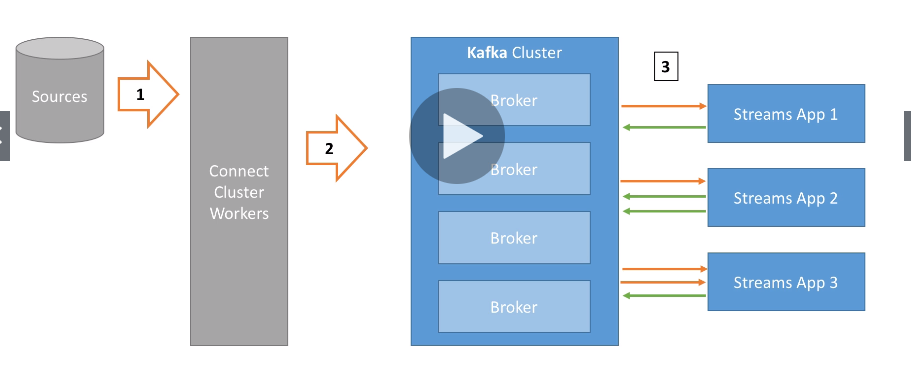 Sources
1
Connect
Cluster
Workers
2
Kafka Cluster
Broker
Broker
Broker
Broker
3
Streams App 1
Streams App 2
Streams App 3